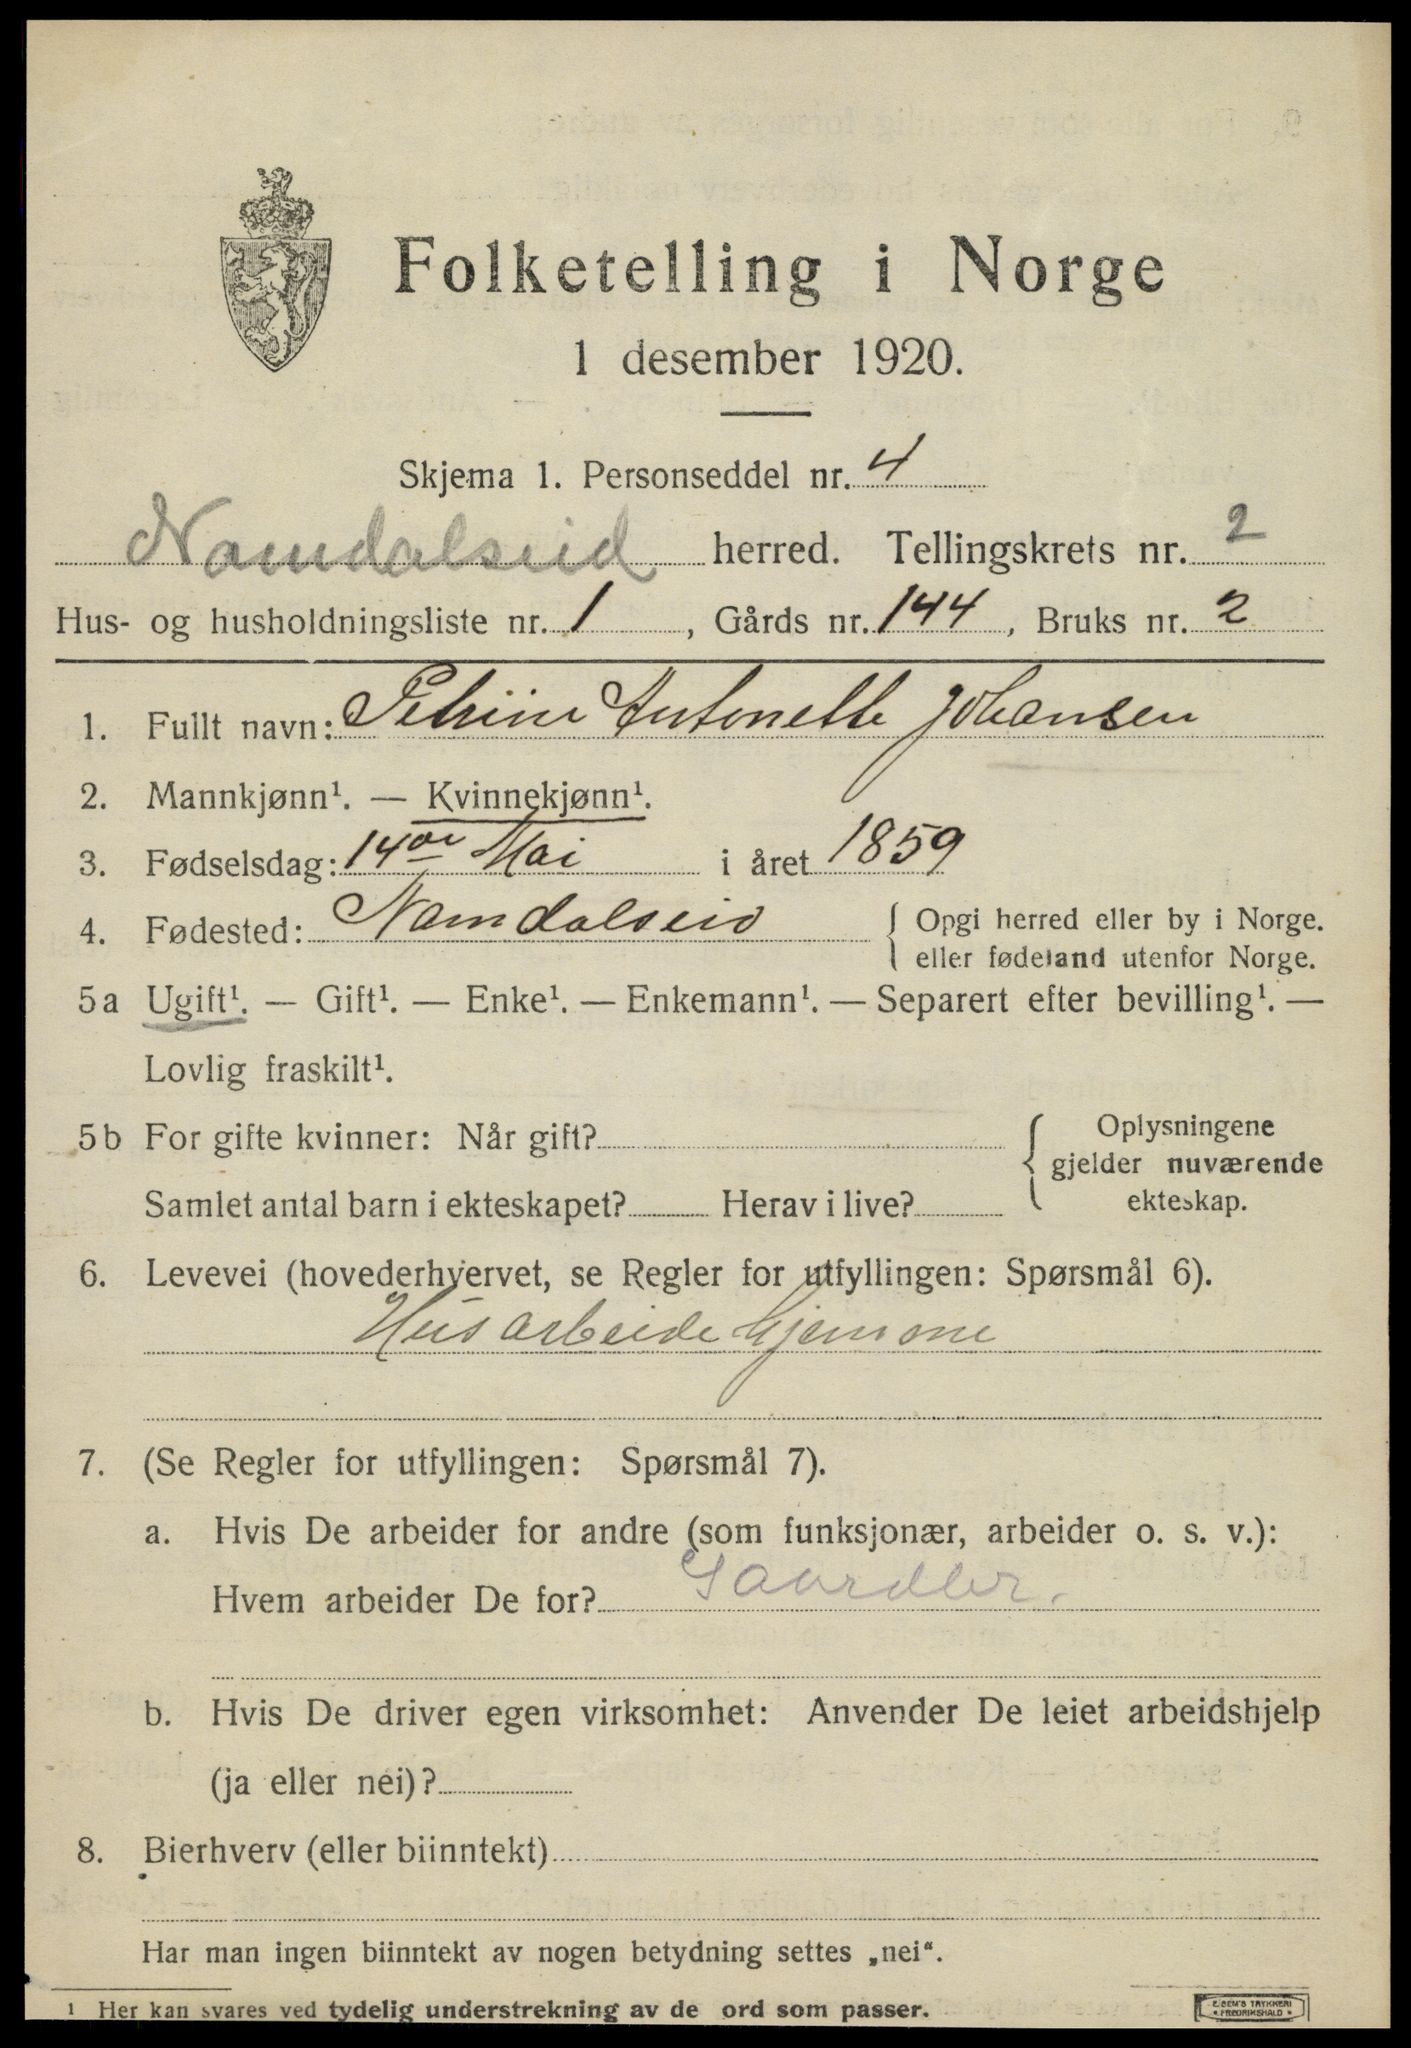 Folketelling i Norge
1 desember 1920.
Skjema 1. Personseddel nr. 4
Namdalseid herred. Tellingskrets nr. 2
Hus- og husholdningsliste nr. 1, Gårds nr. 144, Bruks nr. 2
1. Fullt navn: Petrine Antonette Johansen
2. Mannkjønn¹. — Kvinnekjønn¹.
3. Fødselsdag: 14de Mai i året 1859
4. Fødested: Namdalseid { Opgi herred eller by i Norge.
eller fødeland utenfor Norge.
5a Ugift¹. — Gift¹. — Enke¹. — Enkemann¹. — Separert efter bevilling¹. —
Lovlig fraskilt¹.
5b For gifte kvinner: Når gift? { Oplysningene
gjelder nuværende
Samlet antal barn i ekteskapet? Herav i live? ekteskap.
6. Levevei (hovederhvervet, se Regler for utfyllingen: Spørsmål 6).
Husarbeide hjemme
7. (Se Regler for utfyllingen: Spørsmål 7).
a. Hvis De arbeider for andre (som funksjonær, arbeider o. s. v.):
Hvem arbeider De for?
b. Hvis De driver egen virksomhet: Anvender De leiet arbeidshjelp
(ja eller nei)?
8. Bierhverv (eller biinntekt)
Har man ingen biinntekt av nogen betydning settes „nei“.
¹ Her kan svares ved tydelig understrekning av de ord som passer.
E. SEM'S TRYKKERI
FREDRIKSHALD